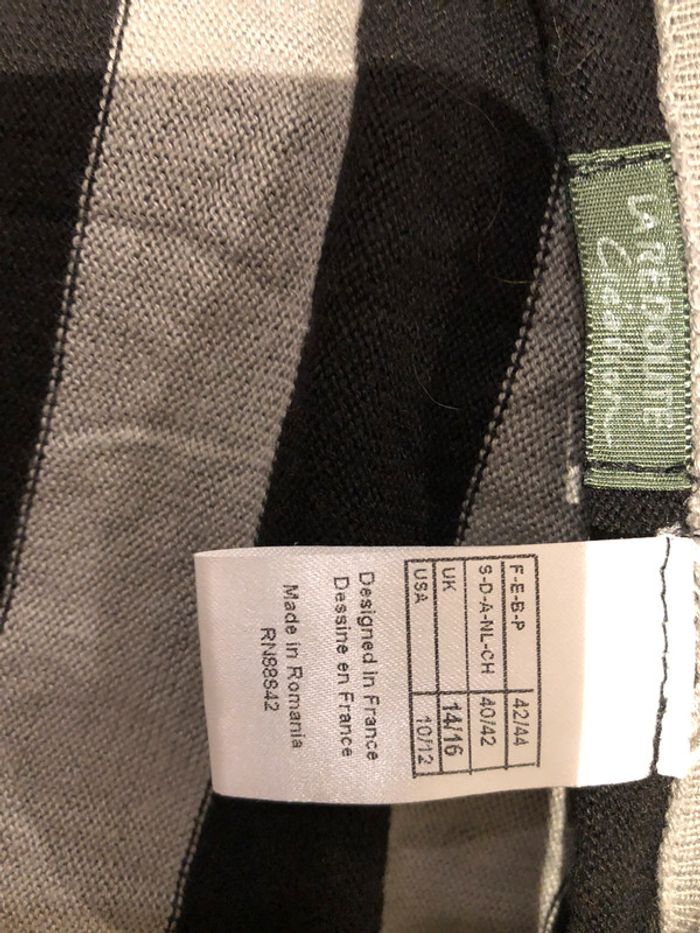 LA REDOUTE
Creation
F-E-B-P 42/44
S-D-A-NL-CH 40/42
UK 14/16
USA 10/12
Designed in France
Dessine en France
Made in Romania
RN88842